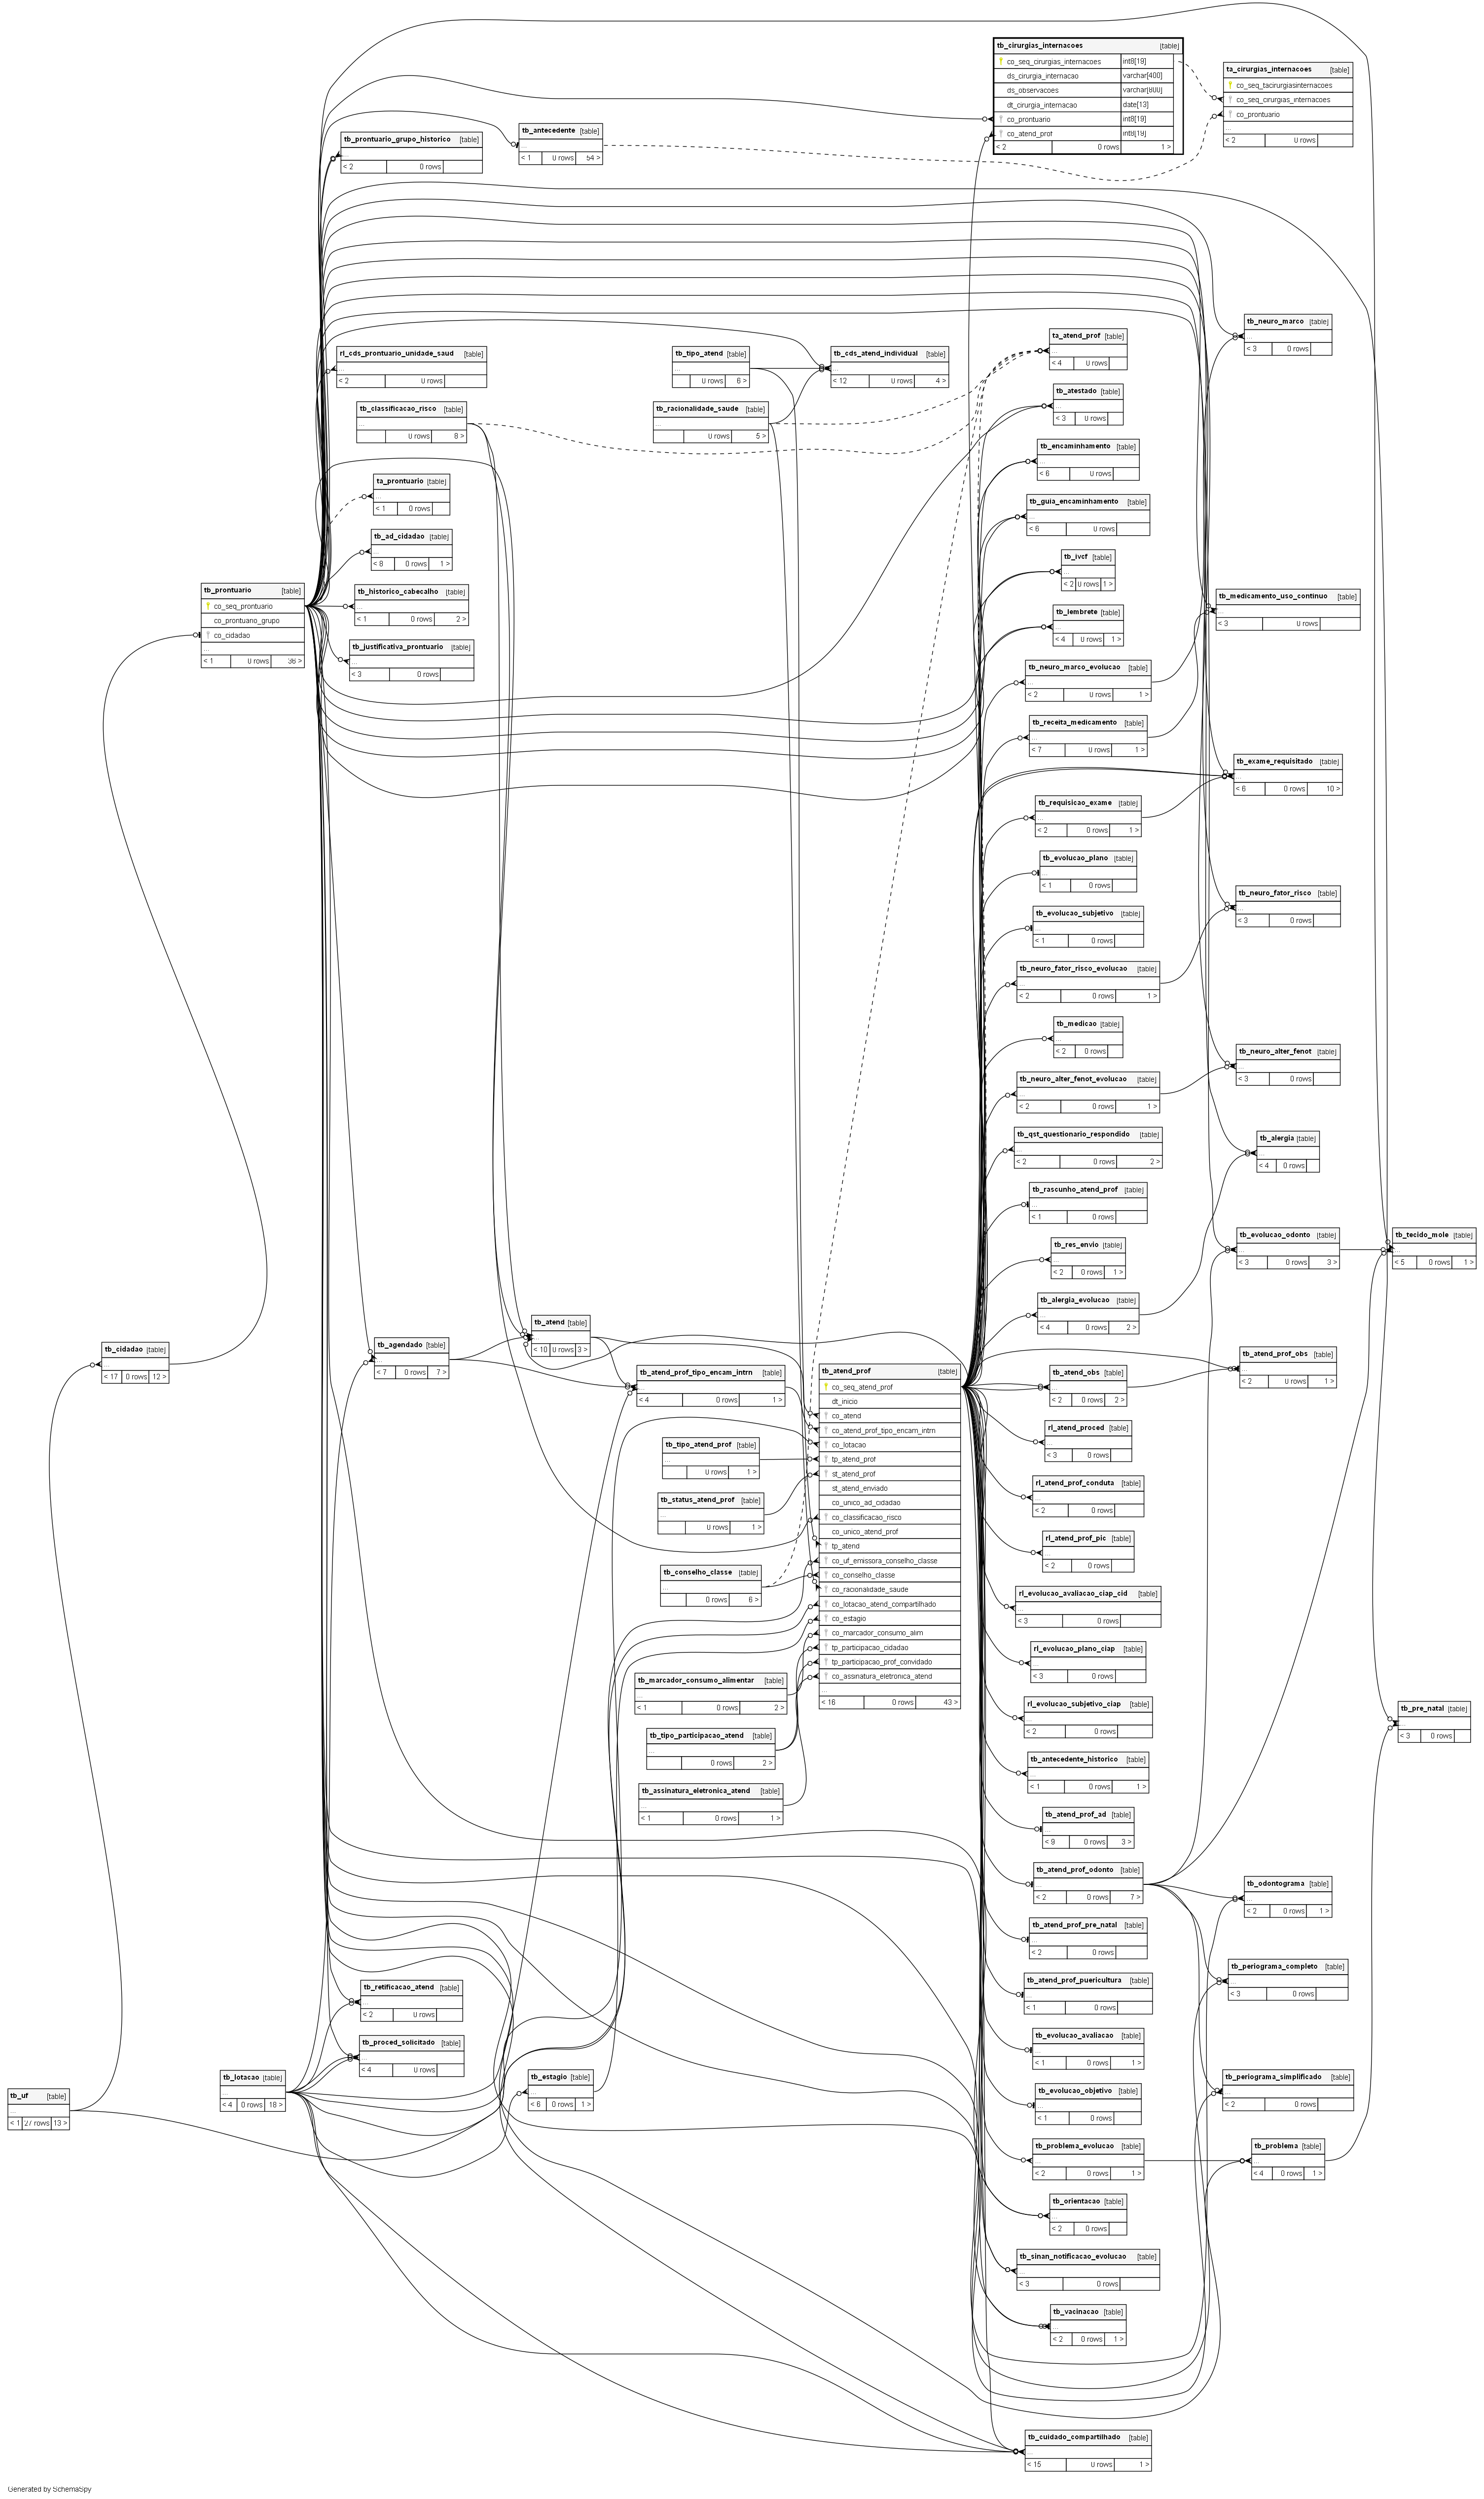 tb_cirurgias_internacoes [table]
co_seq_cirurgias_internacoes int8[19]
ds_cirurgia_internacao varchar[400]
ds_observacoes varchar[800]
dt_cirurgia_internacao date[13]
co_prontuario int8[19]
co_atend_prof int8[19]
< 2 0 rows 1 >
ta_cirurgias_internacoes [table]
co_seq_tacirurgiasinternacoes
co_seq_cirurgias_internacoes
co_prontuario
...
< 2 0 rows
tb_antecedente [table]
...
< 1 0 rows 54 >
tb_prontuario_grupo_historico [table]
...
< 2 0 rows
tb_neuro_marco [table]
...
< 3 0 rows
ta_atend_prof [table]
...
< 4 0 rows
rl_cds_prontuario_unidade_saud [table]
...
< 2 0 rows
tb_tipo_atend [table]
...
0 rows 6 >
tb_cds_atend_individual [table]
...
< 12 0 rows 4 >
tb_atestado [table]
...
< 3 0 rows
tb_classificacao_risco [table]
...
0 rows 8 >
tb_racionalidade_saude [table]
...
0 rows 5 >
tb_encaminhamento [table]
...
< 6 0 rows
ta_prontuario [table]
...
< 1 0 rows
tb_guia_encaminhamento [table]
...
< 6 0 rows
tb_ad_cidadao [table]
...
< 8 0 rows 1 >
tb_ivcf [table]
...
< 2 0 rows 1 >
tb_prontuario [table]
co_seq_prontuario
co_prontuario_grupo
co_cidadao
...
< 1 0 rows 36 >
tb_historico_cabecalho [table]
...
< 1 0 rows 2 >
tb_medicamento_uso_continuo [table]
...
< 3 0 rows
tb_lembrete [table]
...
< 4 0 rows 1 >
tb_justificativa_prontuario [table]
...
< 3 0 rows
tb_neuro_marco_evolucao [table]
...
< 2 0 rows 1 >
tb_receita_medicamento [table]
...
< 7 0 rows 1 >
tb_exame_requisitado [table]
...
< 6 0 rows 10 >
tb_requisicao_exame [table]
...
< 2 0 rows 1 >
tb_evolucao_plano [table]
...
< 1 0 rows
tb_neuro_fator_risco [table]
...
< 3 0 rows
tb_evolucao_subjetivo [table]
...
< 1 0 rows
tb_neuro_fator_risco_evolucao [table]
...
< 2 0 rows 1 >
tb_medicao [table]
...
< 2 0 rows
tb_neuro_alter_fenot [table]
...
< 3 0 rows
tb_neuro_alter_fenot_evolucao [table]
...
< 2 0 rows 1 >
tb_qst_questionario_respondido [table]
...
< 2 0 rows 2 >
tb_alergia [table]
...
< 4 0 rows
tb_rascunho_atend_prof [table]
...
< 1 0 rows
tb_evolucao_odonto [table]
...
< 3 0 rows 3 >
tb_tecido_mole [table]
...
< 5 0 rows 1 >
tb_res_envio [table]
...
< 2 0 rows 1 >
tb_alergia_evolucao [table]
...
< 4 0 rows 2 >
tb_atend [table]
...
< 10 0 rows 3 >
tb_cidadao [table]
...
< 17 0 rows 12 >
tb_agendado [table]
...
< 7 0 rows 7 >
tb_atend_prof_obs [table]
...
< 2 0 rows 1 >
tb_atend_prof_tipo_encam_intrn [table]
...
< 4 0 rows 1 >
tb_atend_prof [table]
co_seq_atend_prof
dt_inicio
co_atend
co_atend_prof_tipo_encam_intrn
co_lotacao
tp_atend_prof
st_atend_prof
st_atend_enviado
co_unico_ad_cidadao
co_classificacao_risco
co_unico_atend_prof
tp_atend
co_uf_emissora_conselho_classe
co_conselho_classe
co_racionalidade_saude
co_lotacao_atend_compartilhado
co_estagio
co_marcador_consumo_alim
tp_participacao_cidadao
tp_participacao_prof_convidado
co_assinatura_eletronica_atend
...
< 16 0 rows 43 >
tb_atend_obs [table]
...
< 2 0 rows 2 >
rl_atend_proced [table]
...
< 3 0 rows
tb_tipo_atend_prof [table]
...
0 rows 1 >
rl_atend_prof_conduta [table]
...
< 2 0 rows
tb_status_atend_prof [table]
...
0 rows 1 >
rl_atend_prof_pic [table]
...
< 2 0 rows
tb_conselho_classe [table]
...
0 rows 6 >
rl_evolucao_avaliacao_ciap_cid [table]
...
< 3 0 rows
rl_evolucao_plano_ciap [table]
...
< 3 0 rows
tb_marcador_consumo_alimentar [table]
...
< 1 0 rows 2 >
rl_evolucao_subjetivo_ciap [table]
...
< 2 0 rows
tb_pre_natal [table]
...
< 3 0 rows
tb_tipo_participacao_atend [table]
...
0 rows 2 >
tb_antecedente_historico [table]
...
< 1 0 rows 1 >
tb_assinatura_eletronica_atend [table]
...
< 1 0 rows 1 >
tb_atend_prof_ad [table]
...
< 9 0 rows 3 >
tb_atend_prof_odonto [table]
...
< 2 0 rows 7 >
tb_odontograma [table]
...
< 2 0 rows 1 >
tb_atend_prof_pre_natal [table]
...
< 2 0 rows
tb_periograma_completo [table]
...
< 3 0 rows
tb_retificacao_atend [table]
...
< 2 0 rows
tb_atend_prof_puericultura [table]
...
< 1 0 rows
tb_proced_solicitado [table]
...
< 4 0 rows
tb_evolucao_avaliacao [table]
...
< 1 0 rows 1 >
tb_lotacao [table]
...
< 4 0 rows 18 >
tb_estagio [table]
...
< 6 0 rows 1 >
tb_periograma_simplificado [table]
...
< 2 0 rows
tb_uf [table]
...
< 1 27 rows 13 >
tb_evolucao_objetivo [table]
...
< 1 0 rows
tb_problema_evolucao [table]
...
< 2 0 rows 1 >
tb_problema [table]
...
< 4 0 rows 1 >
tb_orientacao [table]
...
< 2 0 rows
tb_sinan_notificacao_evolucao [table]
...
< 3 0 rows
tb_vacinacao [table]
...
< 2 0 rows 1 >
tb_cuidado_compartilhado [table]
...
< 15 0 rows 1 >
Generated by SchemaSpy